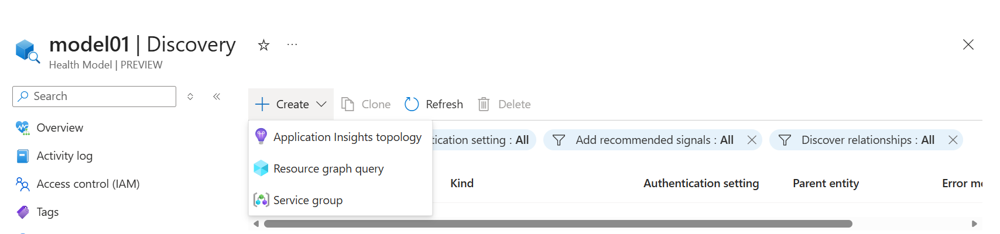 model01 | Discovery
Health Model | PREVIEW
Search
Overview
Activity log
Access control (IAM)
Tags
Create
Clone
Refresh
Delete
Application Insights topology
Resource graph query
Service group
setting : All
Add recommended signals : All
Discover relationships : All
Kind
Authentication setting
Parent entity
Error